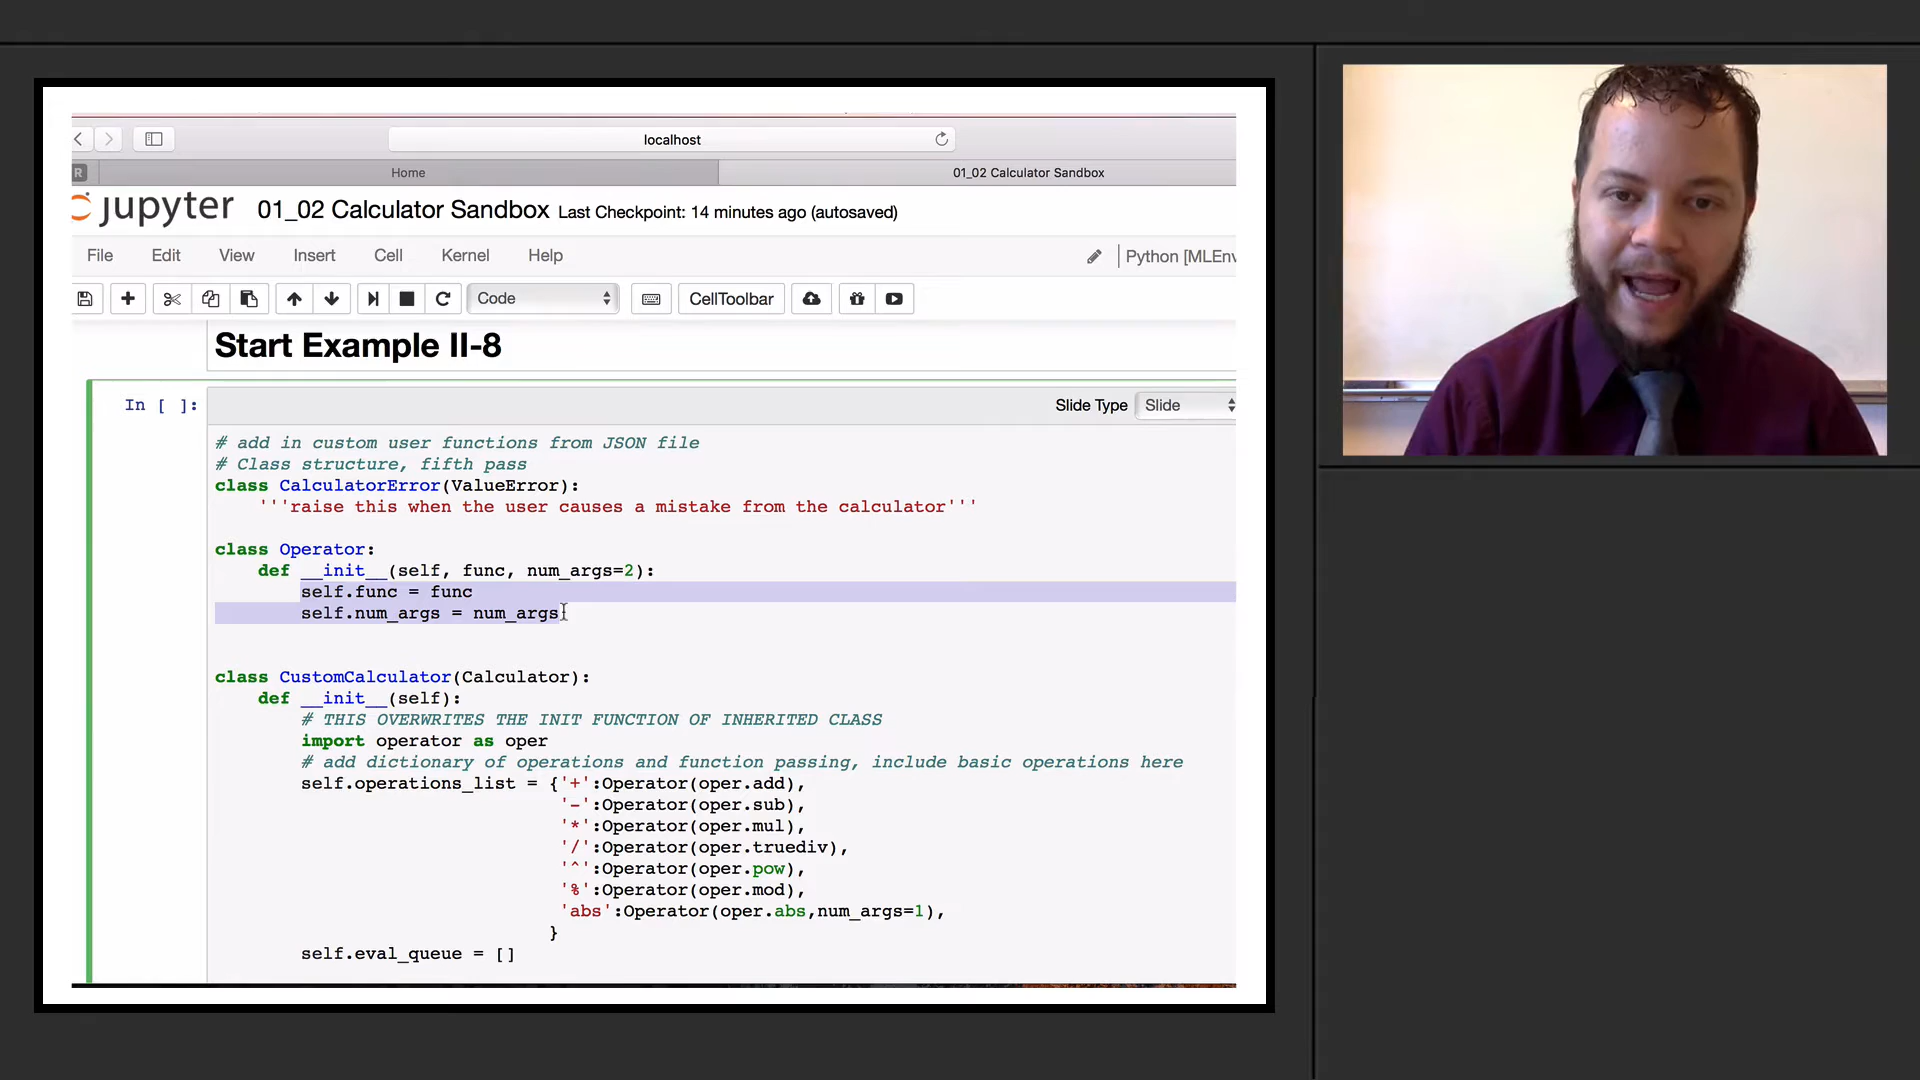 localhost
R
Home
01_02 Calculator Sandbox
jupyter
01_02 Calculator Sandbox Last Checkpoint: 14 minutes ago (autosaved)
File Edit View Insert Cell Kernel Help
Python [MLEnv
Code
CellToolbar
Start Example II-8
In [ ]:
Slide Type Slide
# add in custom user functions from JSON file
# Class structure, fifth pass
class CalculatorError(ValueError):
    '''raise this when the user causes a mistake from the calculator'''
class Operator:
    def __init__(self, func, num_args=2):
        self.func = func
        self.num_args = num_args
class CustomCalculator(Calculator):
    def __init__(self):
        # THIS OVERWRITES THE INIT FUNCTION OF INHERITED CLASS
        import operator as oper
        # add dictionary of operations and function passing, include basic operations here
        self.operations_list = {'+':Operator(oper.add),
                                '-':Operator(oper.sub),
                                '*':Operator(oper.mul),
                                '/':Operator(oper.truediv),
                                '^':Operator(oper.pow),
                                '%':Operator(oper.mod),
                                'abs':Operator(oper.abs,num_args=1),
                               }
        self.eval_queue = []